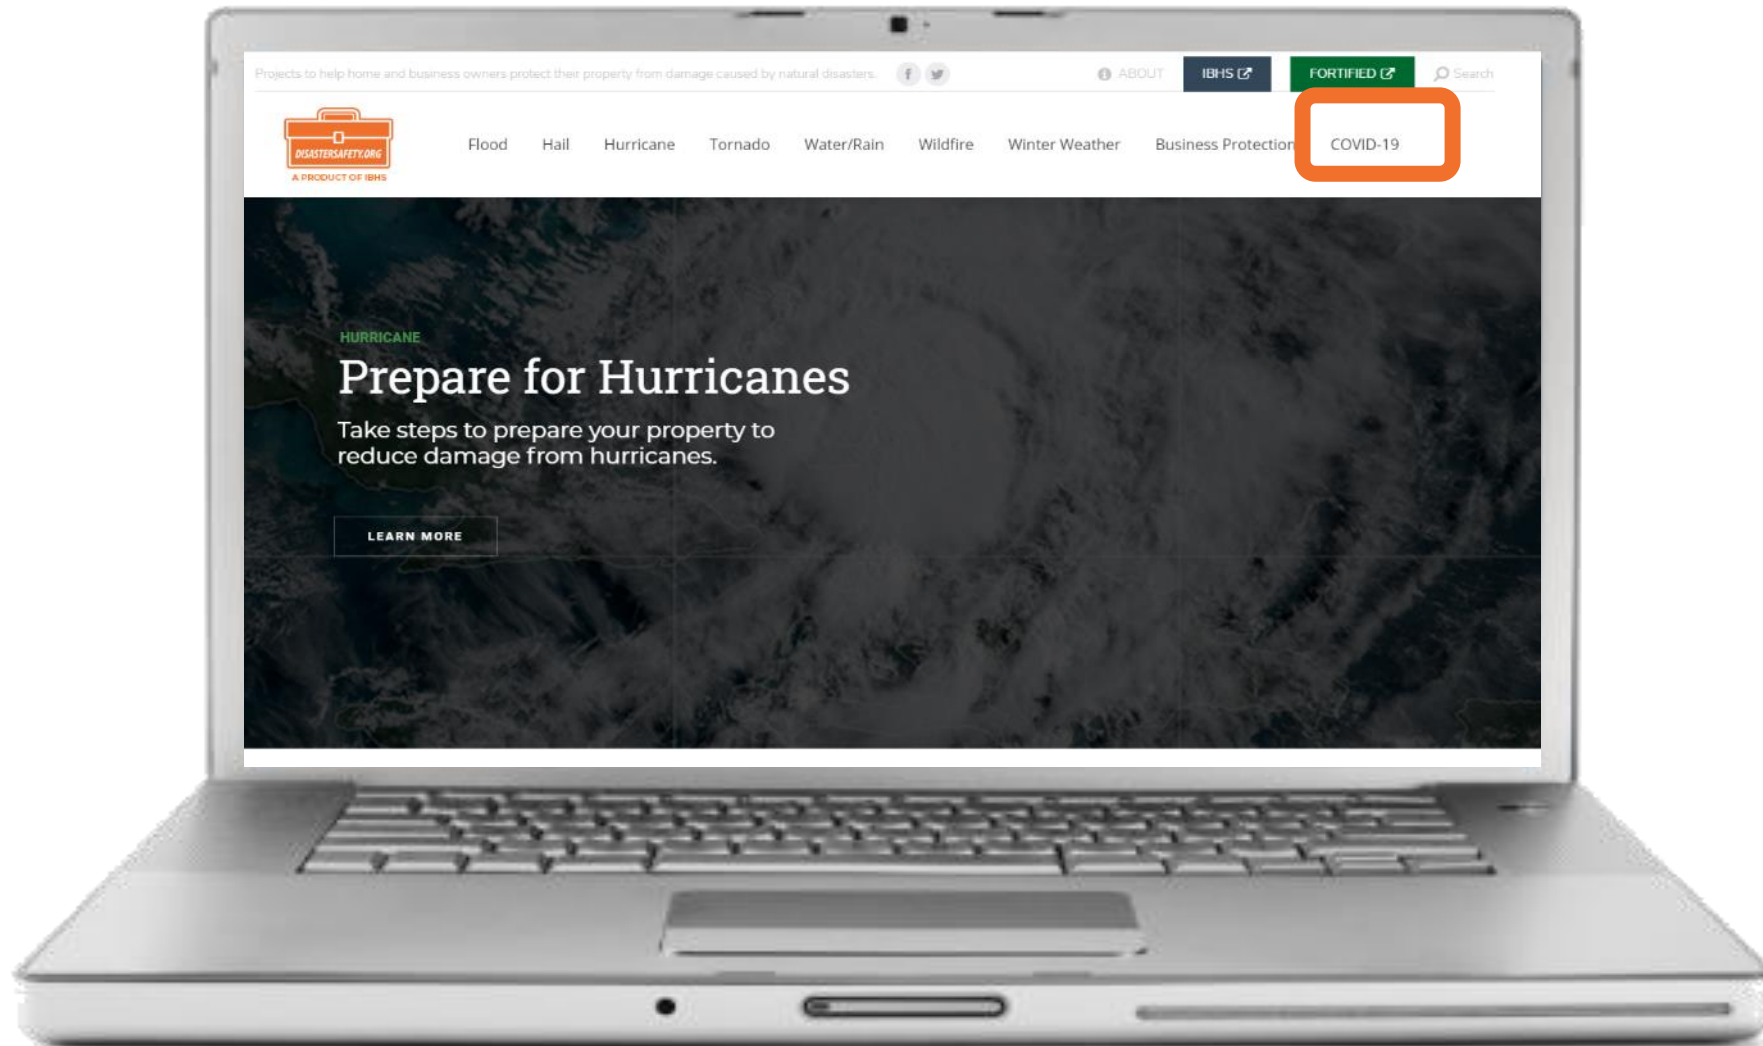 Projects to help home and business owners protect their property from damage caused by natural disasters.
ABOUT
IBHS
FORTIFIED
Search
DISASTERSAFETY.ORG
A PRODUCT OF IBHS
Flood
Hail
Hurricane
Tornado
Water/Rain
Wildfire
Winter Weather
Business Protection
COVID-19
HURRICANE
Prepare for Hurricanes
Take steps to prepare your property to
reduce damage from hurricanes.
LEARN MORE